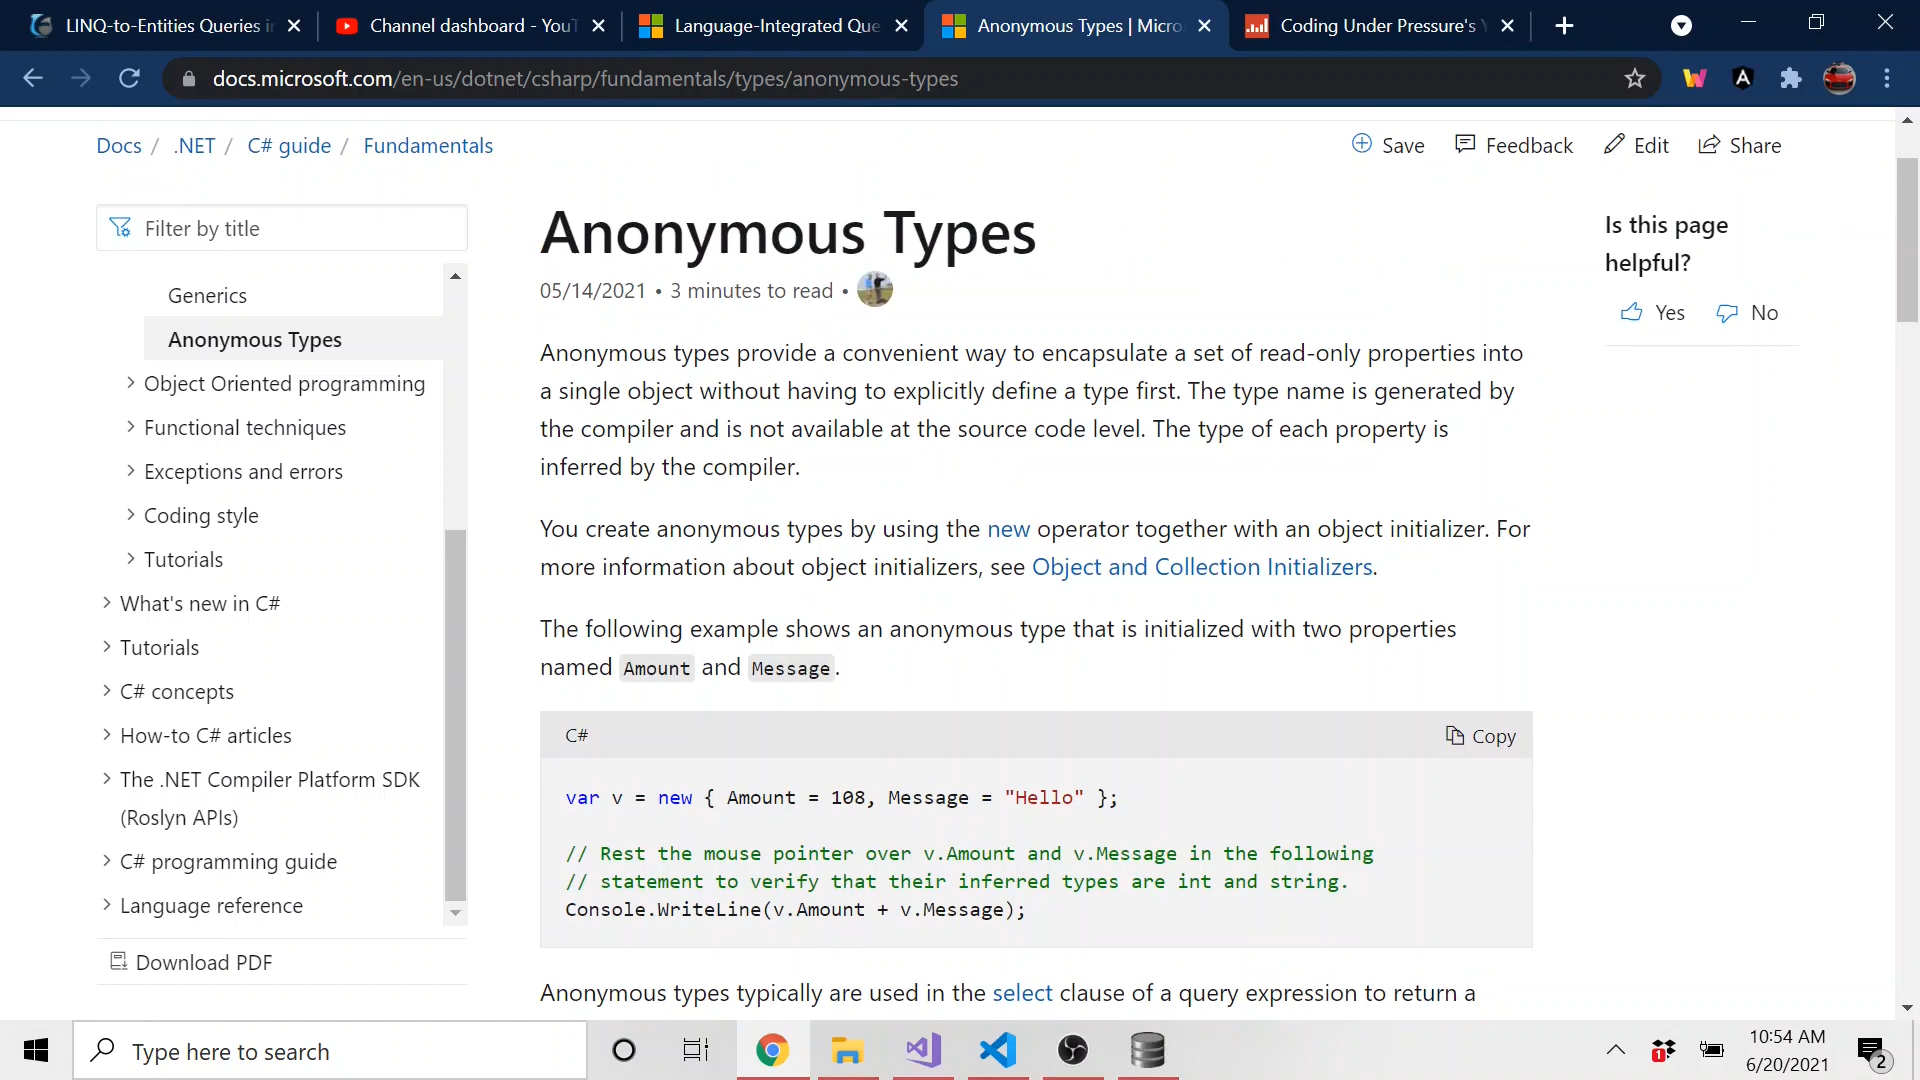 LINQ-to-Entities Queries in
Channel dashboard - YouT
Language-Integrated Que
Anonymous Types | Micro
Coding Under Pressure's Y
docs.microsoft.com/en-us/dotnet/csharp/fundamentals/types/anonymous-types
Docs / .NET / C# guide / Fundamentals
Save
Feedback
Edit
Share
Filter by title
Generics
Anonymous Types
Object Oriented programming
Functional techniques
Exceptions and errors
Coding style
Tutorials
What's new in C#
Tutorials
C# concepts
How-to C# articles
The .NET Compiler Platform SDK
(Roslyn APIs)
C# programming guide
Language reference
Download PDF
Anonymous Types
05/14/2021 • 3 minutes to read •
Anonymous types provide a convenient way to encapsulate a set of read-only properties into
a single object without having to explicitly define a type first. The type name is generated by
the compiler and is not available at the source code level. The type of each property is
inferred by the compiler.
You create anonymous types by using the new operator together with an object initializer. For
more information about object initializers, see Object and Collection Initializers.
The following example shows an anonymous type that is initialized with two properties
named Amount and Message.
C#
Copy
var v = new { Amount = 108, Message = "Hello" };
// Rest the mouse pointer over v.Amount and v.Message in the following
// statement to verify that their inferred types are int and string.
Console.WriteLine(v.Amount + v.Message);
Anonymous types typically are used in the select clause of a query expression to return a
Is this page
helpful?
Yes
No
Type here to search
1
10:54 AM
6/20/2021
2